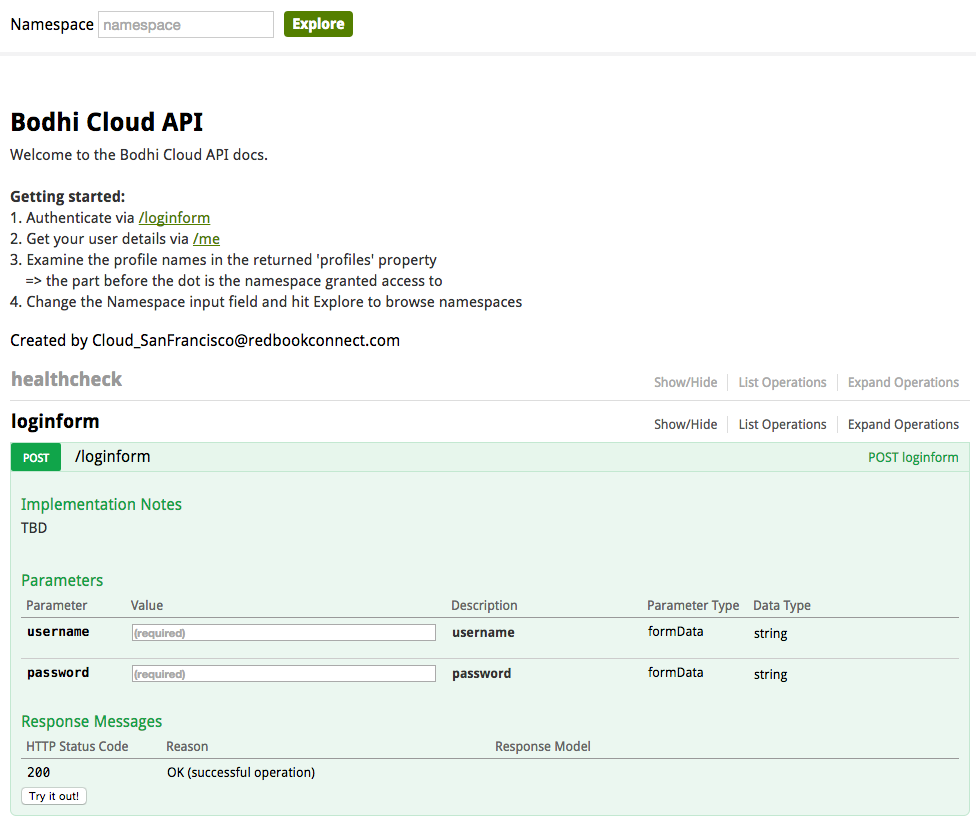 Namespace namespace Explore
Bodhi Cloud API
Welcome to the Bodhi Cloud API docs.
Getting started:
1. Authenticate via /loginform
2. Get your user details via /me
3. Examine the profile names in the returned 'profiles' property
=> the part before the dot is the namespace granted access to
4. Change the Namespace input field and hit Explore to browse namespaces
Created by Cloud_SanFrancisco@redbookconnect.com
healthcheck Show/Hide List Operations Expand Operations
loginform Show/Hide List Operations Expand Operations
POST /loginform POST loginform
Implementation Notes
TBD
Parameters
Parameter Value Description Parameter Type Data Type
username (required) username formData string
password (required) password formData string
Response Messages
HTTP Status Code Reason Response Model
200 OK (successful operation)
Try it out!